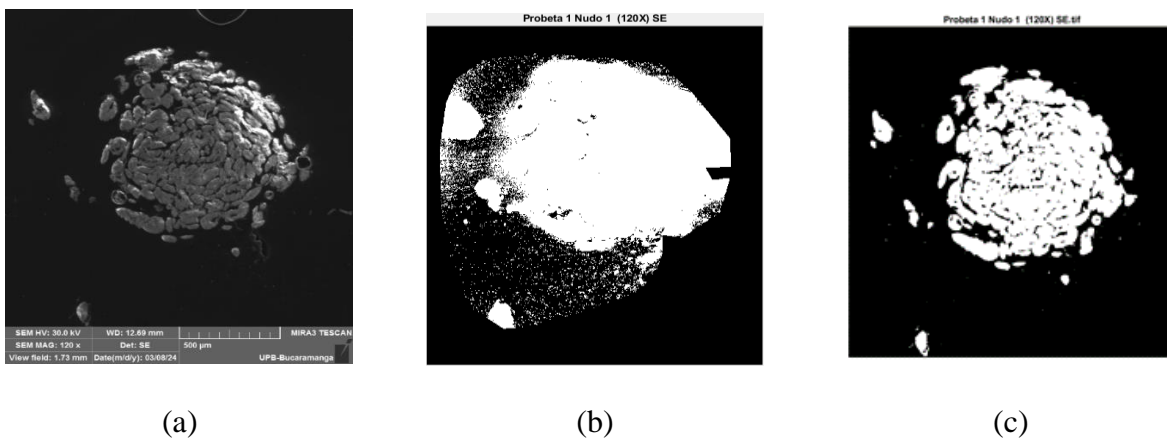 Probeta 1 Nudo 1 (120X) SE
Probeta 1 Nudo 1 (120X) SE.tif
SEM HV: 30.0 kV WD: 12.69 mm MIRA3 TESCAN
SEM MAG: 120 x Det: SE 500 µm
View field: 1.73 mm Date(m/d/y): 03/08/24 UPB-Bucaramanga
(a) (b) (c)